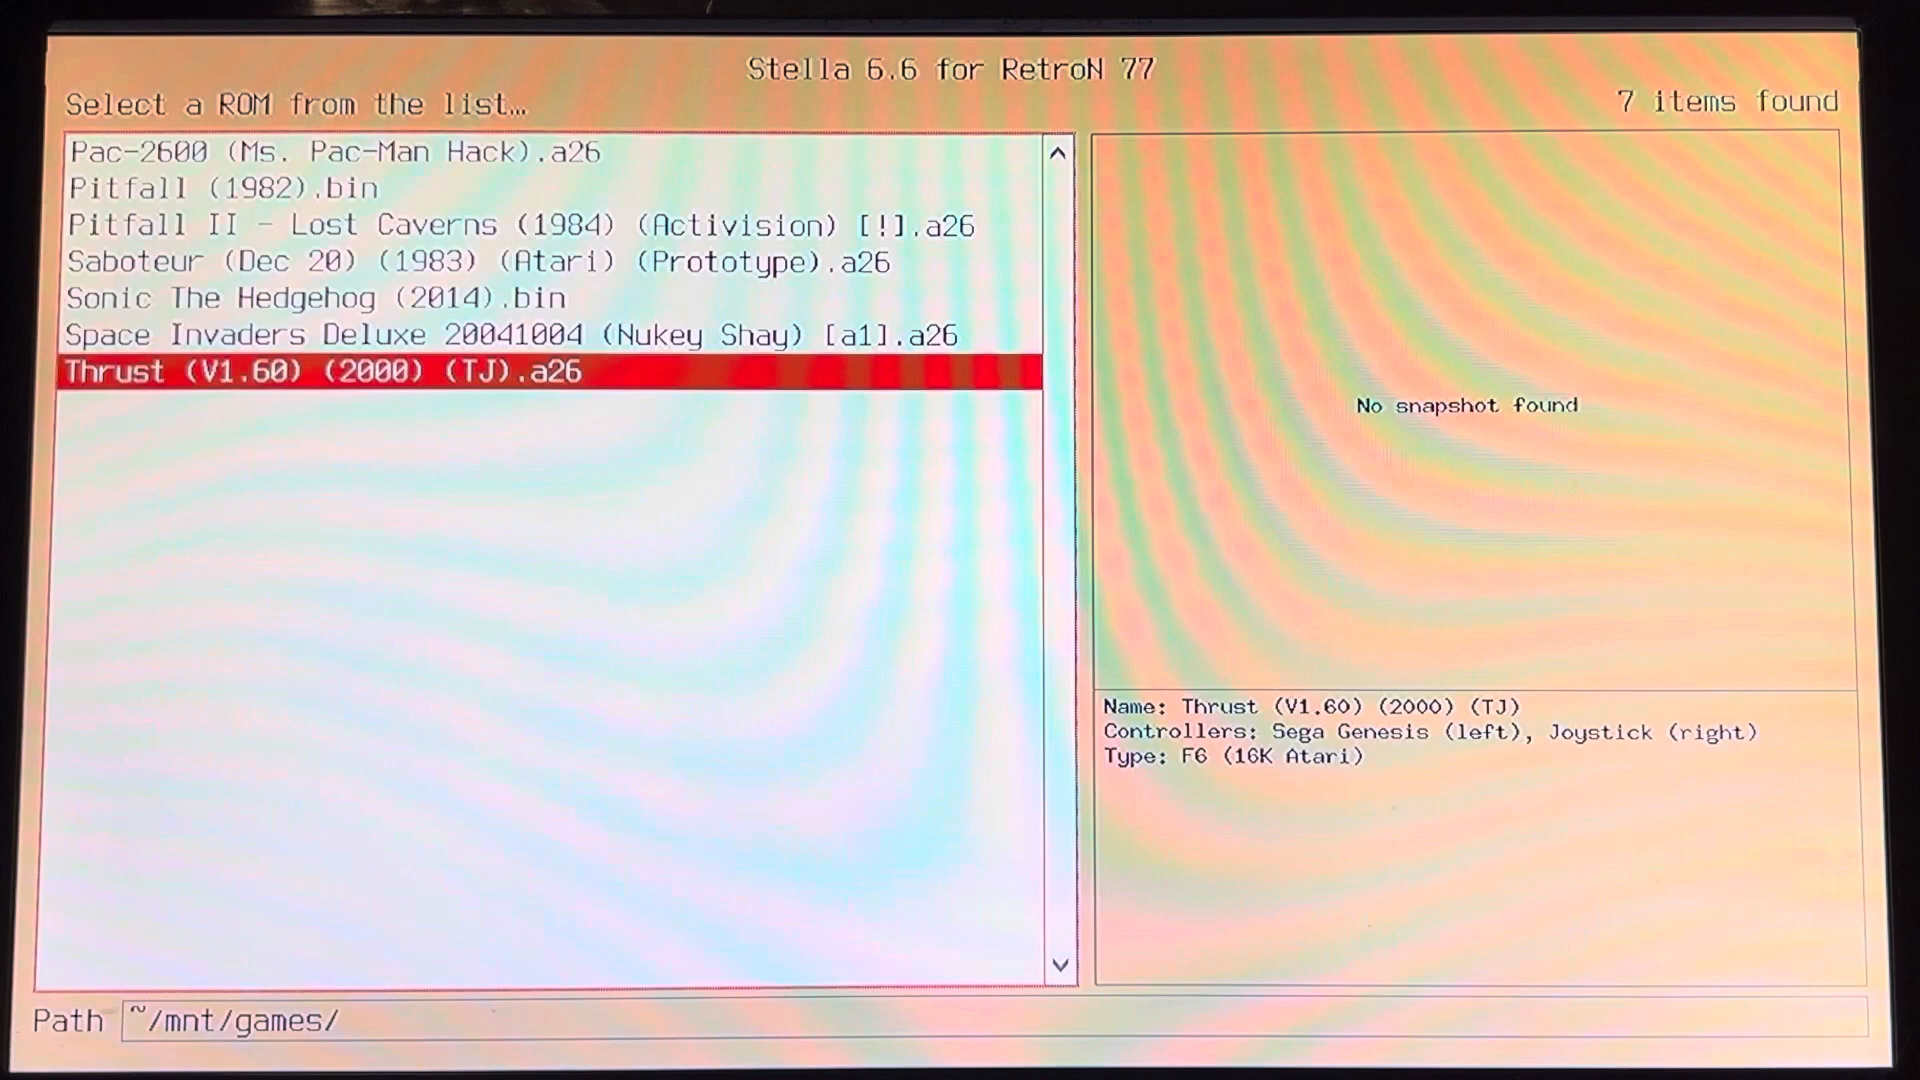 Stella 6.6 for RetroN 77
Select a ROM from the list…
7 items found
Pac-2600 (Ms. Pac-Man Hack).a26
Pitfall (1982).bin
Pitfall II - Lost Caverns (1984) (Activision) [!].a26
Saboteur (Dec 20) (1983) (Atari) (Prototype).a26
Sonic The Hedgehog (2014).bin
Space Invaders Deluxe 20041004 (Nukey Shay) [a1].a26
Thrust (V1.60) (2000) (TJ).a26
No snapshot found
Name: Thrust (V1.60) (2000) (TJ)
Controllers: Sega Genesis (left), Joystick (right)
Type: F6 (16K Atari)
Path ~/mnt/games/